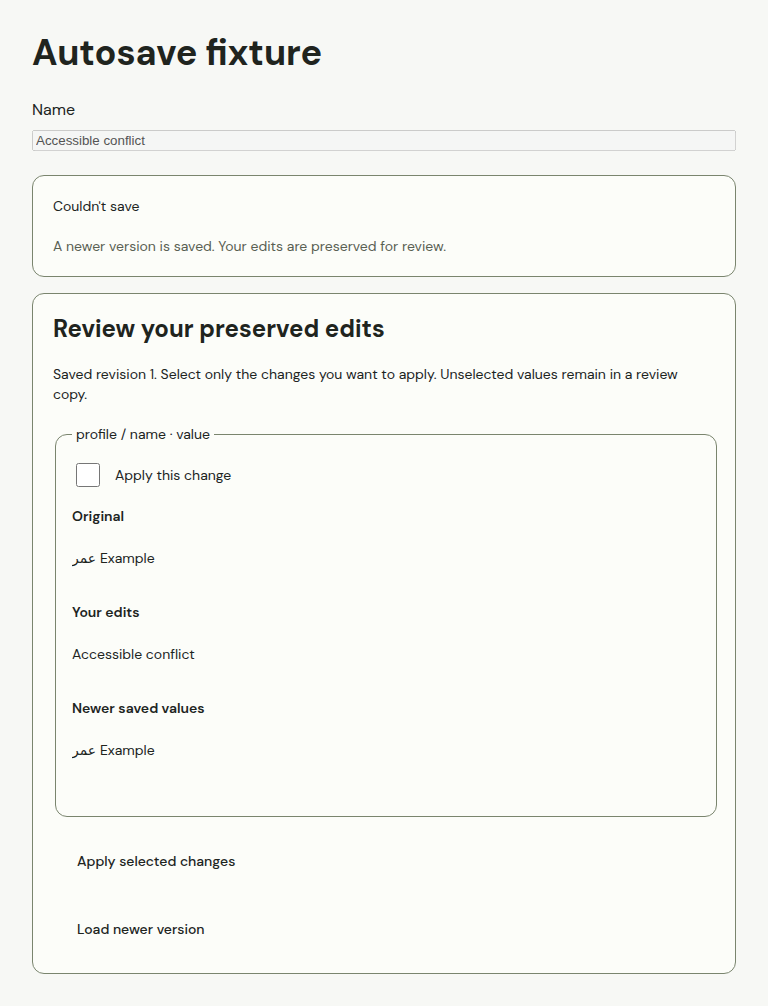 Autosave fixture
Name
Accessible conflict
Couldn't save
A newer version is saved. Your edits are preserved for review.
Review your preserved edits
Saved revision 1. Select only the changes you want to apply. Unselected values remain in a review
copy.
profile / name · value
Apply this change
Original
عمر Example
Your edits
Accessible conflict
Newer saved values
عمر Example
Apply selected changes
Load newer version